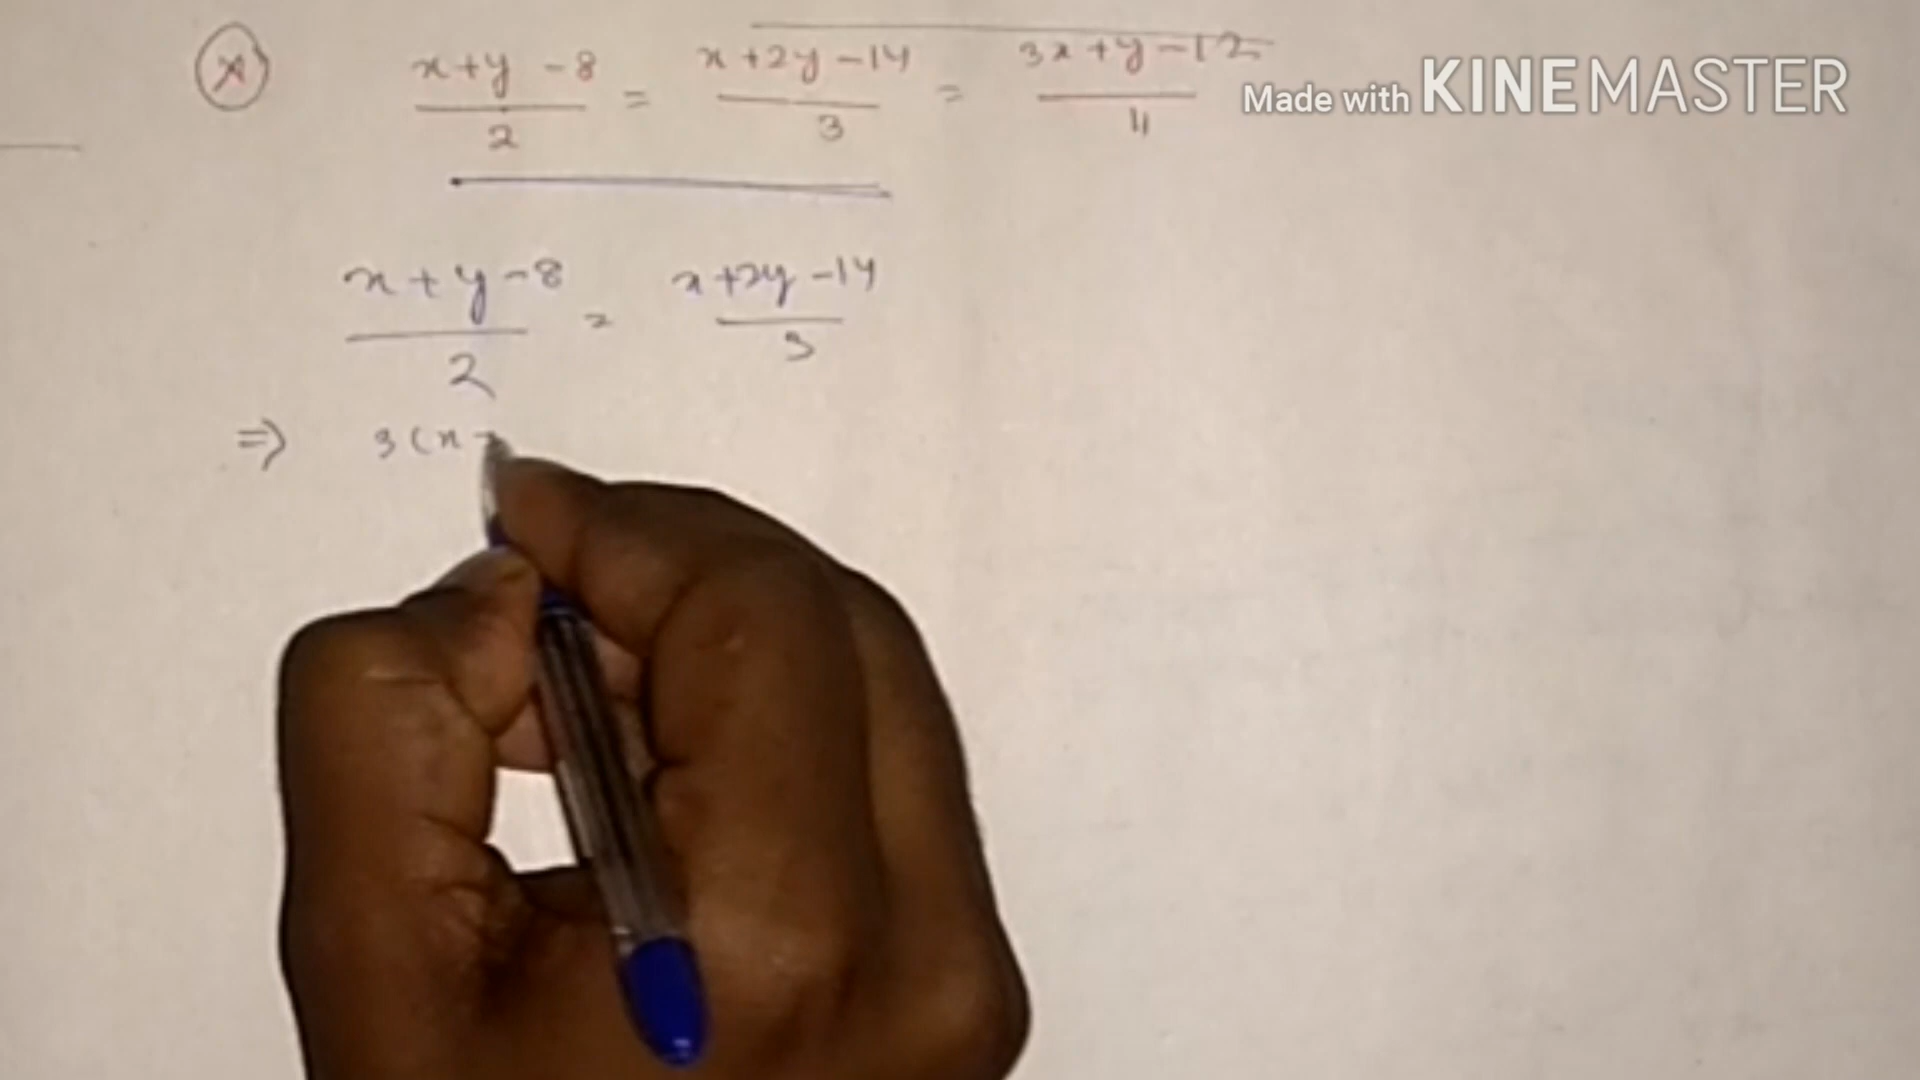 x
x+y-8/2 = x+2y-14/3 = 3x+y-12/11
Made with KINEMASTER
x+y-8/2 = x+2y-14/3
⇒ 3(x+